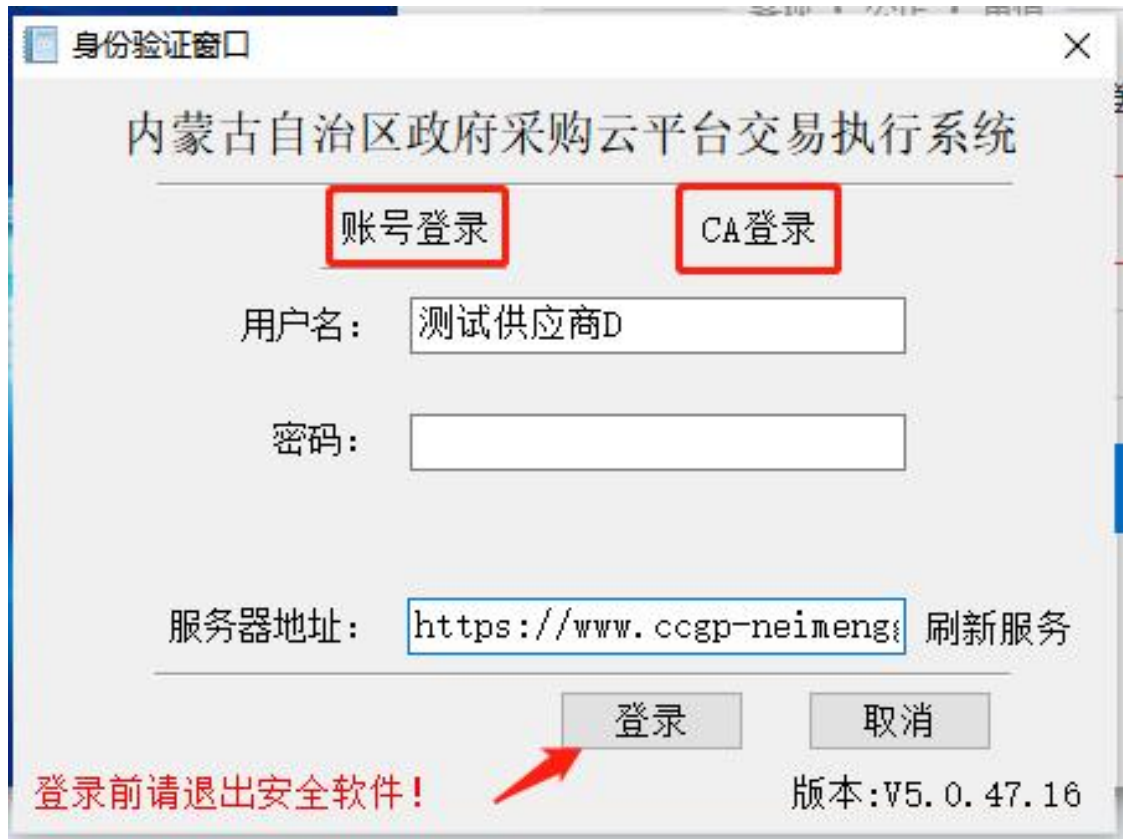 身份验证窗口
内蒙古自治区政府采购云平台交易执行系统
账号登录 CA登录
用户名: 测试供应商D
密码:
服务器地址: https://www.ccgp-neimeng 刷新服务
登录 取消
登录前请退出安全软件! 版本:V5.0.47.16